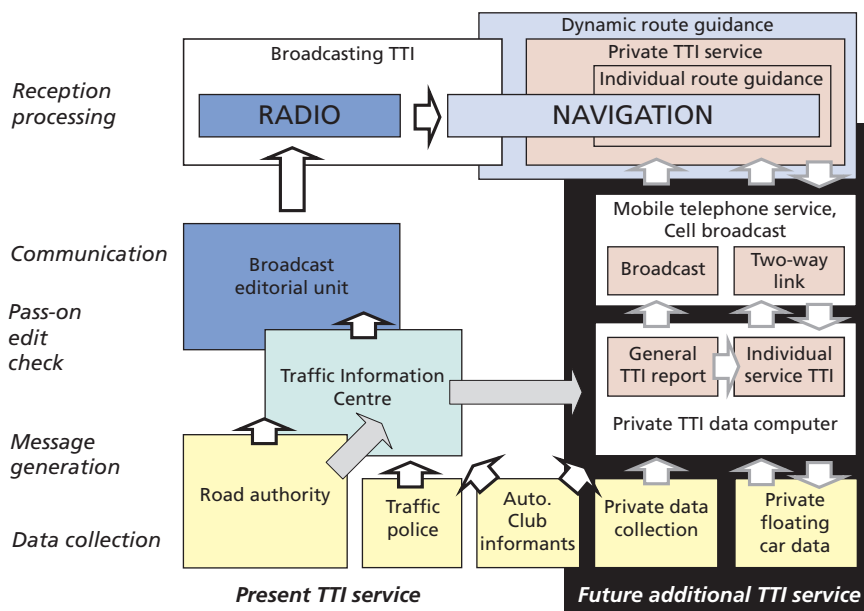 Dynamic route guidance
Broadcasting TTI
Private TTI service
Individual route guidance
Reception
processing
RADIO
NAVIGATION
Mobile telephone service,
Cell broadcast
Communication
Broadcast
editorial unit
Broadcast
Two-way
link
Pass-on
edit
check
Traffic Information
Centre
General
TTI report
Individual
service TTI
Private TTI data computer
Message
generation
Road authority
Traffic
police
Auto.
Club
informants
Private data
collection
Private
floating
car data
Data collection
Present TTI service
Future additional TTI service